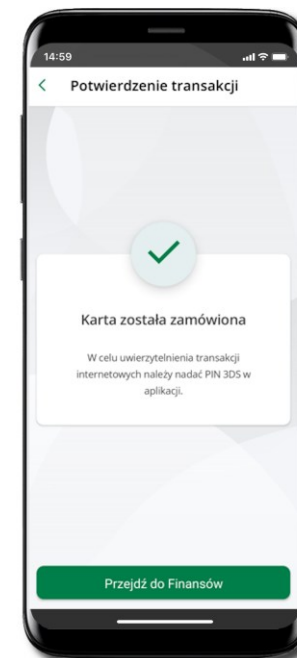 14:59
Potwierdzenie transakcji
Karta została zamówiona
W celu uwierzytelnienia transakcji
internetowych należy nadać PIN 3DS w
aplikacji.
Przejdź do Finansów